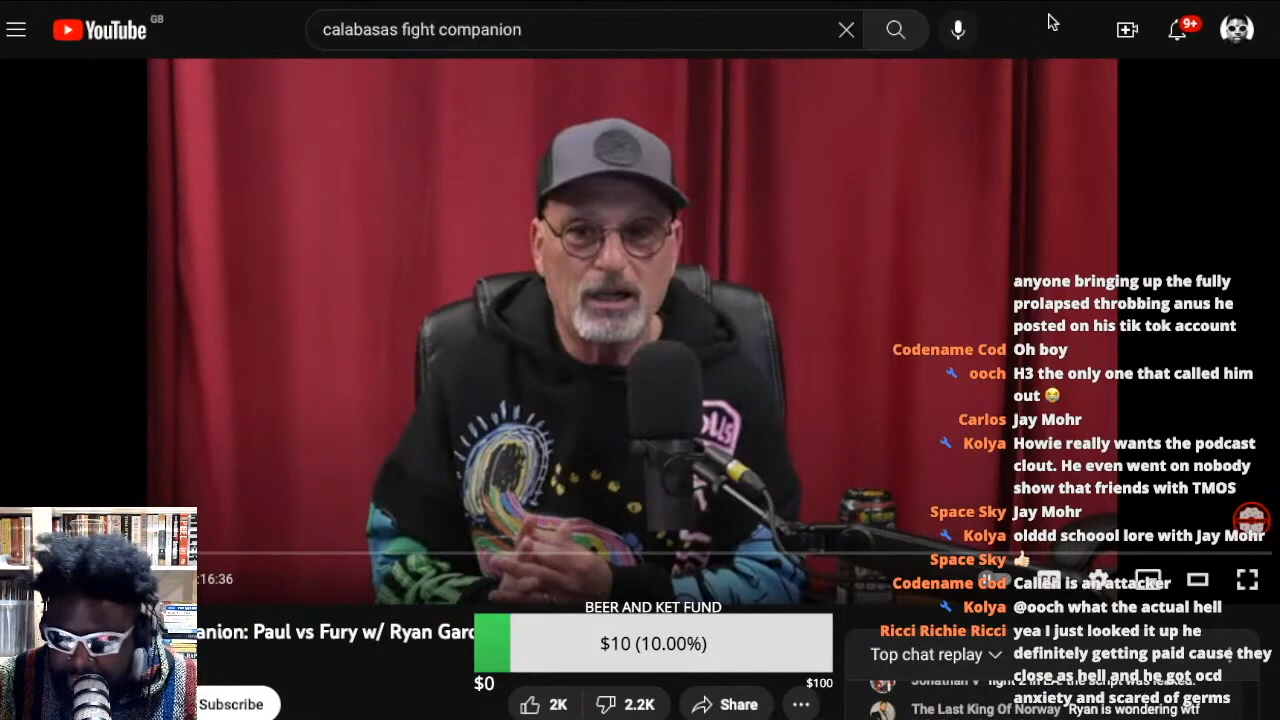 YouTube GB
calabasas fight companion
9+
anyone bringing up the fully
prolapsed throbbing anus he
posted on his tik tok account
Codename Cod Oh boy
ooch H3 the only one that called him
out 😭
Carlos Jay Mohr
Kolya Howie really wants the podcast
clout. He even went on nobody
show that friends with TMOS
Space Sky Jay Mohr
Kolya olddd schoool lore with Jay Mohr
Space Sky 👍🏻
Codename Cod Callen is an attacker
Kolya @ooch what the actual hell
Ricci Richie Ricci yea I just looked it up he
definitely getting paid cause they
close as hell and he got ocd
anxiety and scared of germs
:16:36
BEER AND KET FUND
$10 (10.00%)
$0
$100
anion: Paul vs Fury w/ Ryan Garc
Top chat replay
Subscribe
2K
2.2K
Share
The Last King Of Norway Ryan is wondering wtf